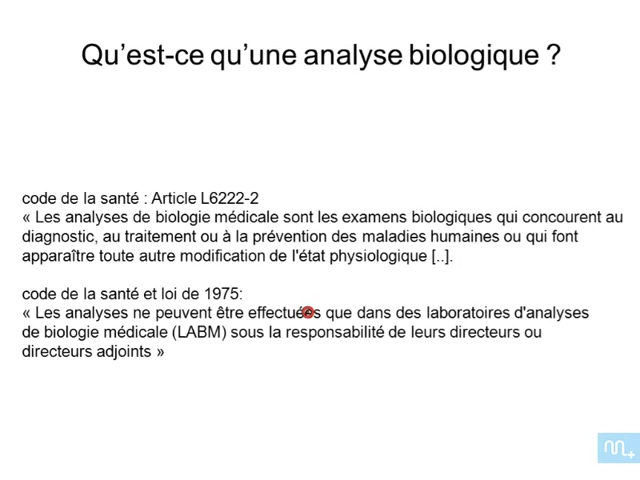 Qu’est-ce qu’une analyse biologique ?
code de la santé : Article L6222-2
« Les analyses de biologie médicale sont les examens biologiques qui concourent au
diagnostic, au traitement ou à la prévention des maladies humaines ou qui font
apparaître toute autre modification de l'état physiologique [..].
code de la santé et loi de 1975:
« Les analyses ne peuvent être effectuées que dans des laboratoires d'analyses
de biologie médicale (LABM) sous la responsabilité de leurs directeurs ou
directeurs adjoints »